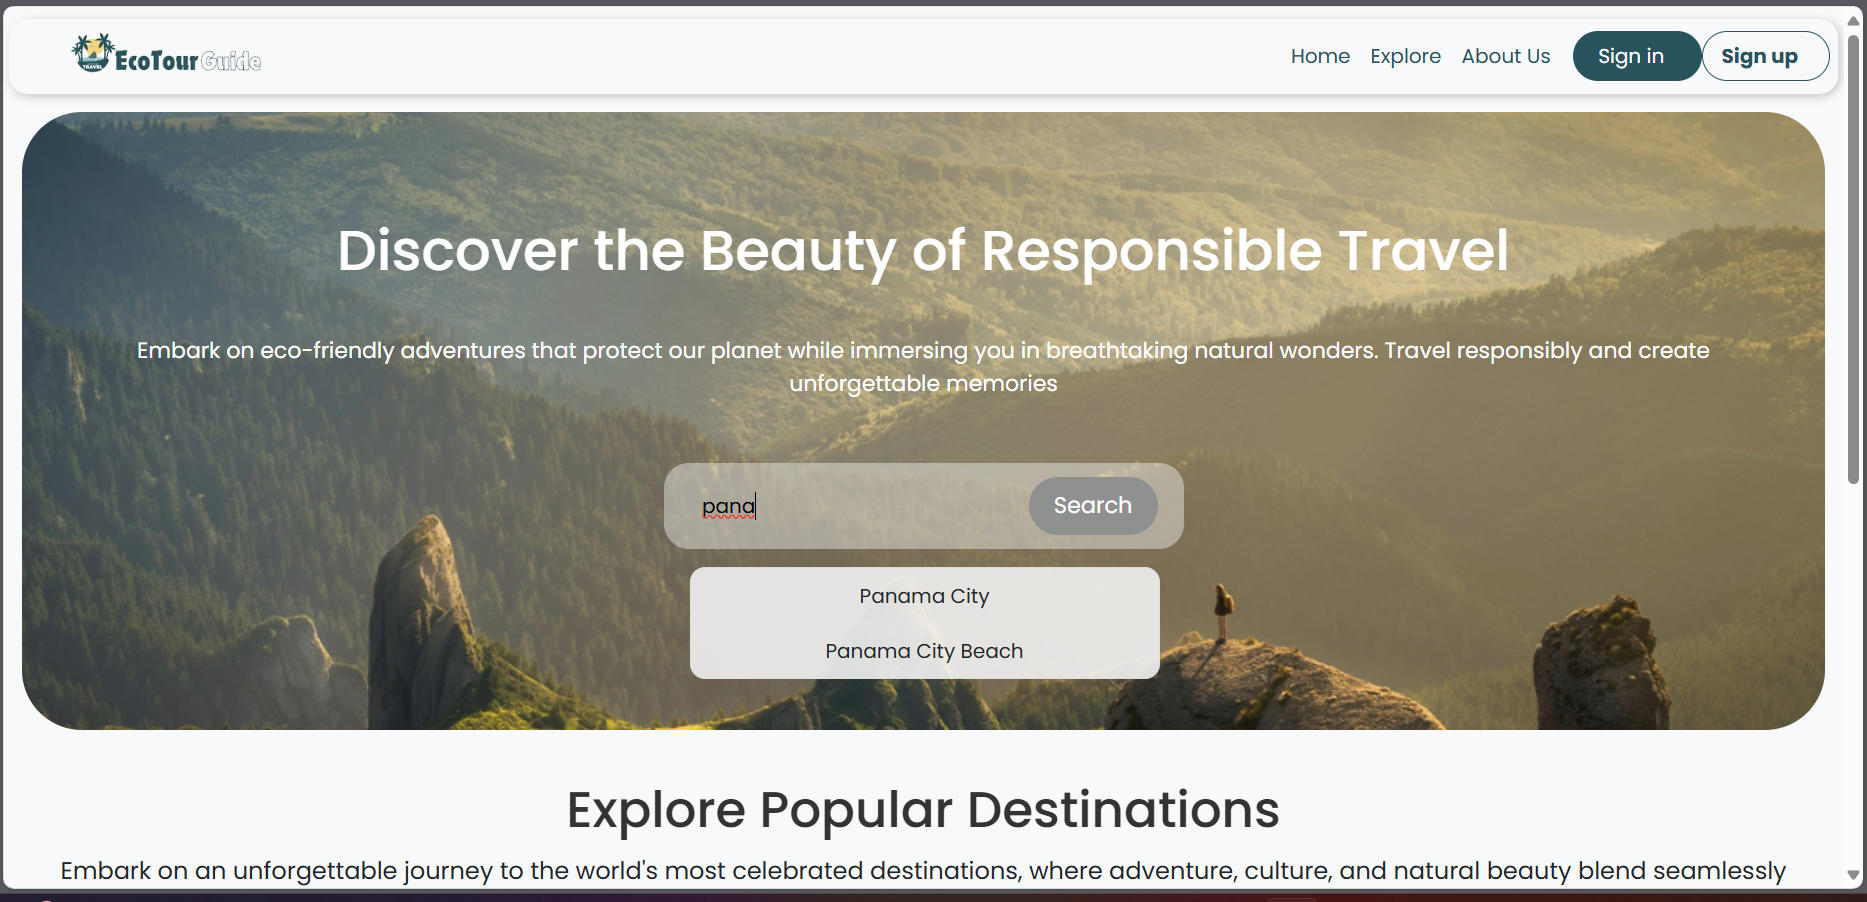 TRAVEL
EcoTour Guide
Home Explore About Us Sign in Sign up
Discover the Beauty of Responsible Travel
Embark on eco-friendly adventures that protect our planet while immersing you in breathtaking natural wonders. Travel responsibly and create
unforgettable memories
pana Search
Panama City
Panama City Beach
Explore Popular Destinations
Embark on an unforgettable journey to the world's most celebrated destinations, where adventure, culture, and natural beauty blend seamlessly